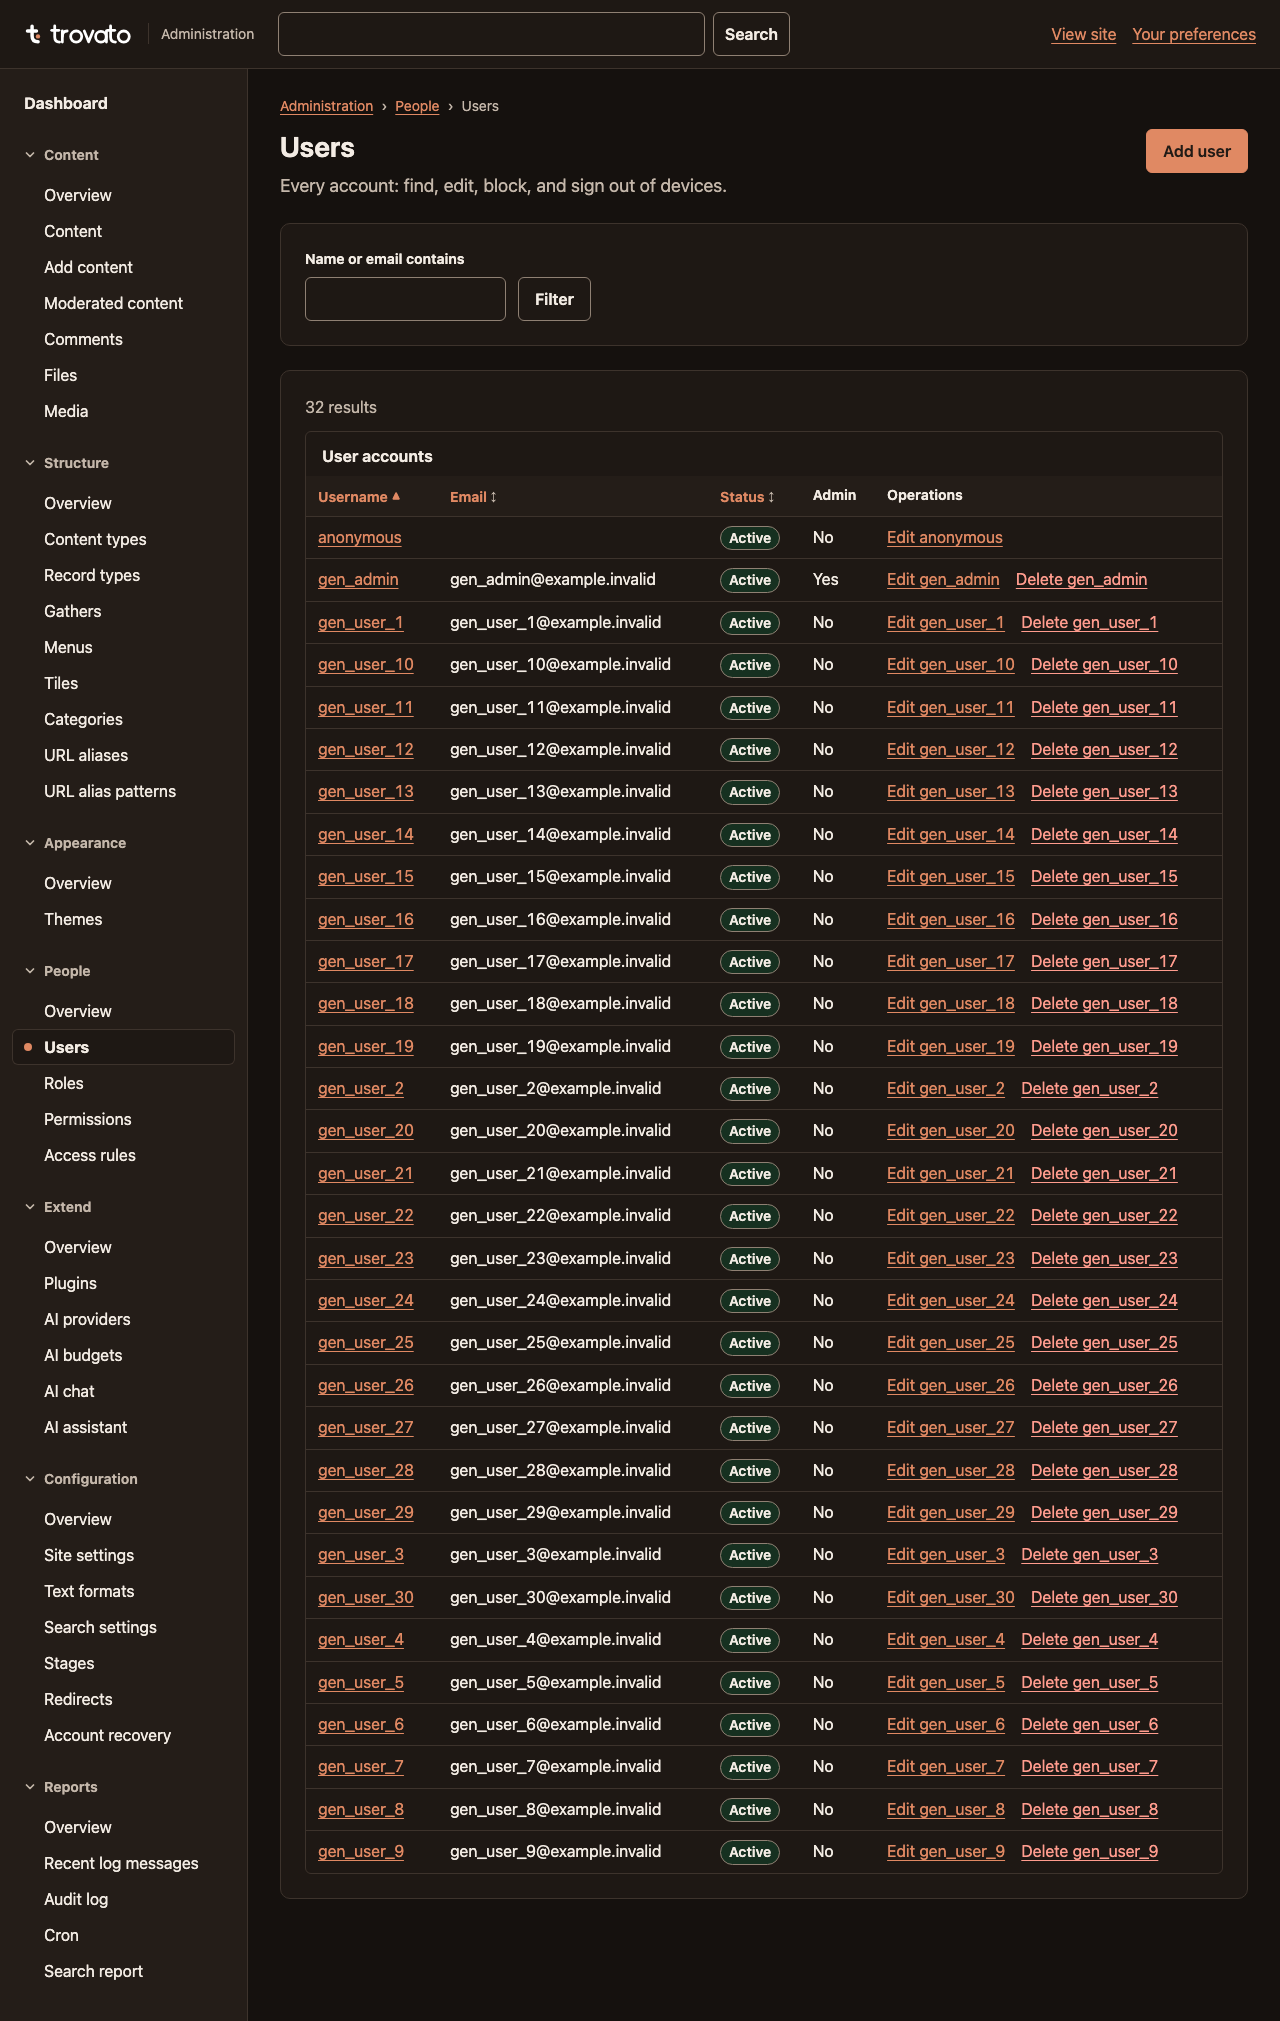 trovato
Administration
Search
View site
Your preferences
Dashboard
Content
Overview
Content
Add content
Moderated content
Comments
Files
Media
Structure
Overview
Content types
Record types
Gathers
Menus
Tiles
Categories
URL aliases
URL alias patterns
Appearance
Overview
Themes
People
Overview
Users
Roles
Permissions
Access rules
Extend
Overview
Plugins
AI providers
AI budgets
AI chat
AI assistant
Configuration
Overview
Site settings
Text formats
Search settings
Stages
Redirects
Account recovery
Reports
Overview
Recent log messages
Audit log
Cron
Search report
Administration › People › Users
Users
Add user
Every account: find, edit, block, and sign out of devices.
Name or email contains
Filter
32 results
User accounts
Username ▲ Email ↕ Status ↕ Admin Operations
anonymous Active No Edit anonymous
gen_admin gen_admin@example.invalid Active Yes Edit gen_admin Delete gen_admin
gen_user_1 gen_user_1@example.invalid Active No Edit gen_user_1 Delete gen_user_1
gen_user_10 gen_user_10@example.invalid Active No Edit gen_user_10 Delete gen_user_10
gen_user_11 gen_user_11@example.invalid Active No Edit gen_user_11 Delete gen_user_11
gen_user_12 gen_user_12@example.invalid Active No Edit gen_user_12 Delete gen_user_12
gen_user_13 gen_user_13@example.invalid Active No Edit gen_user_13 Delete gen_user_13
gen_user_14 gen_user_14@example.invalid Active No Edit gen_user_14 Delete gen_user_14
gen_user_15 gen_user_15@example.invalid Active No Edit gen_user_15 Delete gen_user_15
gen_user_16 gen_user_16@example.invalid Active No Edit gen_user_16 Delete gen_user_16
gen_user_17 gen_user_17@example.invalid Active No Edit gen_user_17 Delete gen_user_17
gen_user_18 gen_user_18@example.invalid Active No Edit gen_user_18 Delete gen_user_18
gen_user_19 gen_user_19@example.invalid Active No Edit gen_user_19 Delete gen_user_19
gen_user_2 gen_user_2@example.invalid Active No Edit gen_user_2 Delete gen_user_2
gen_user_20 gen_user_20@example.invalid Active No Edit gen_user_20 Delete gen_user_20
gen_user_21 gen_user_21@example.invalid Active No Edit gen_user_21 Delete gen_user_21
gen_user_22 gen_user_22@example.invalid Active No Edit gen_user_22 Delete gen_user_22
gen_user_23 gen_user_23@example.invalid Active No Edit gen_user_23 Delete gen_user_23
gen_user_24 gen_user_24@example.invalid Active No Edit gen_user_24 Delete gen_user_24
gen_user_25 gen_user_25@example.invalid Active No Edit gen_user_25 Delete gen_user_25
gen_user_26 gen_user_26@example.invalid Active No Edit gen_user_26 Delete gen_user_26
gen_user_27 gen_user_27@example.invalid Active No Edit gen_user_27 Delete gen_user_27
gen_user_28 gen_user_28@example.invalid Active No Edit gen_user_28 Delete gen_user_28
gen_user_29 gen_user_29@example.invalid Active No Edit gen_user_29 Delete gen_user_29
gen_user_3 gen_user_3@example.invalid Active No Edit gen_user_3 Delete gen_user_3
gen_user_30 gen_user_30@example.invalid Active No Edit gen_user_30 Delete gen_user_30
gen_user_4 gen_user_4@example.invalid Active No Edit gen_user_4 Delete gen_user_4
gen_user_5 gen_user_5@example.invalid Active No Edit gen_user_5 Delete gen_user_5
gen_user_6 gen_user_6@example.invalid Active No Edit gen_user_6 Delete gen_user_6
gen_user_7 gen_user_7@example.invalid Active No Edit gen_user_7 Delete gen_user_7
gen_user_8 gen_user_8@example.invalid Active No Edit gen_user_8 Delete gen_user_8
gen_user_9 gen_user_9@example.invalid Active No Edit gen_user_9 Delete gen_user_9